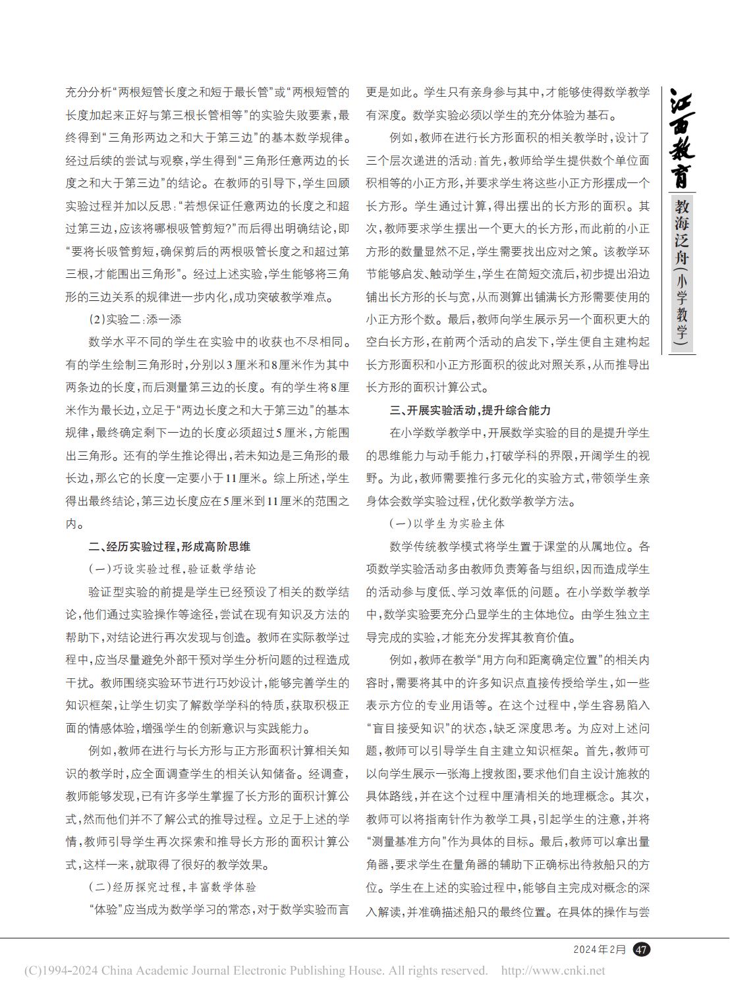 充分分析“两根短管长度之和短于最长管”或“两根短管的
长度加起来正好与第三根长管相等”的实验失败要素,最
终得到“三角形两边之和大于第三边”的基本数学规律。
经过后续的尝试与观察,学生得到“三角形任意两边的长
度之和大于第三边”的结论。在教师的引导下,学生回顾
实验过程并加以反思:“若想保证任意两边的长度之和超
过第三边,应该将哪根吸管剪短?”而后得出明确结论,即
“要将长吸管剪短,确保剪后的两根吸管长度之和超过第
三根,才能围出三角形”。经过上述实验,学生能够将三角
形的三边关系的规律进一步内化,成功突破教学难点。
(2)实验二:添一添
数学水平不同的学生在实验中的收获也不尽相同。
有的学生绘制三角形时,分别以3厘米和8厘米作为其中
两条边的长度,而后测量第三边的长度。有的学生将8厘
米作为最长边,立足于“两边长度之和大于第三边”的基本
规律,最终确定剩下一边的长度必须超过5厘米,方能围
出三角形。还有的学生推论得出,若未知边是三角形的最
长边,那么它的长度一定要小于11厘米。综上所述,学生
得出最终结论,第三边长度应在5厘米到11厘米的范围之
内。
二、经历实验过程,形成高阶思维
(一)巧设实验过程,验证数学结论
验证型实验的前提是学生已经预设了相关的数学结
论,他们通过实验操作等途径,尝试在现有知识及方法的
帮助下,对结论进行再次发现与创造。教师在实际教学过
程中,应当尽量避免外部干预对学生分析问题的过程造成
干扰。教师围绕实验环节进行巧妙设计,能够完善学生的
知识框架,让学生切实了解数学学科的特质,获取积极正
面的情感体验,增强学生的创新意识与实践能力。
例如,教师在进行与长方形与正方形面积计算相关知
识的教学时,应全面调查学生的相关认知储备。经调查,
教师能够发现,已有许多学生掌握了长方形的面积计算公
式,然而他们并不了解公式的推导过程。立足于上述的学
情,教师引导学生再次探索和推导长方形的面积计算公
式,这样一来,就取得了很好的教学效果。
(二)经历探究过程,丰富数学体验
“体验”应当成为数学学习的常态,对于数学实验而言
更是如此。学生只有亲身参与其中,才能够使得数学教学
有深度。数学实验必须以学生的充分体验为基石。
例如,教师在进行长方形面积的相关教学时,设计了
三个层次递进的活动:首先,教师给学生提供数个单位面
积相等的小正方形,并要求学生将这些小正方形摆成一个
长方形。学生通过计算,得出摆出的长方形的面积。其
次,教师要求学生摆出一个更大的长方形,而此前的小正
方形的数量显然不足,学生需要找出应对之策。该教学环
节能够启发、触动学生,学生在简短交流后,初步提出沿边
铺出长方形的长与宽,从而测算出铺满长方形需要使用的
小正方形个数。最后,教师向学生展示另一个面积更大的
空白长方形,在前两个活动的启发下,学生便自主建构起
长方形面积和小正方形面积的彼此对照关系,从而推导出
长方形的面积计算公式。
三、开展实验活动,提升综合能力
在小学数学教学中,开展数学实验的目的是提升学生
的思维能力与动手能力,打破学科的界限,开阔学生的视
野。为此,教师需要推行多元化的实验方式,带领学生亲
身体会数学实验过程,优化数学教学方法。
(一)以学生为实验主体
数学传统教学模式将学生置于课堂的从属地位。各
项数学实验活动多由教师负责筹备与组织,因而造成学生
的活动参与度低、学习效率低的问题。在小学数学教学
中,数学实验要充分凸显学生的主体地位。由学生独立主
导完成的实验,才能充分发挥其教育价值。
例如,教师在教学“用方向和距离确定位置”的相关内
容时,需要将其中的许多知识点直接传授给学生,如一些
表示方位的专业用语等。在这个过程中,学生容易陷入
“盲目接受知识”的状态,缺乏深度思考。为应对上述问
题,教师可以引导学生自主建立知识框架。首先,教师可
以向学生展示一张海上搜救图,要求他们自主设计施救的
具体路线,并在这个过程中厘清相关的地理概念。其次,
教师可以将指南针作为教学工具,引起学生的注意,并将
“测量基准方向”作为具体的目标。最后,教师可以拿出量
角器,要求学生在量角器的辅助下正确标出待救船只的方
位。学生在上述的实验过程中,能够自主完成对概念的深
入解读,并准确描述船只的最终位置。在具体的操作与尝
江西教育
教海泛舟(小学教学)
2024年2月 47
(C)1994-2024 China Academic Journal Electronic Publishing House. All rights reserved. http://www.cnki.net